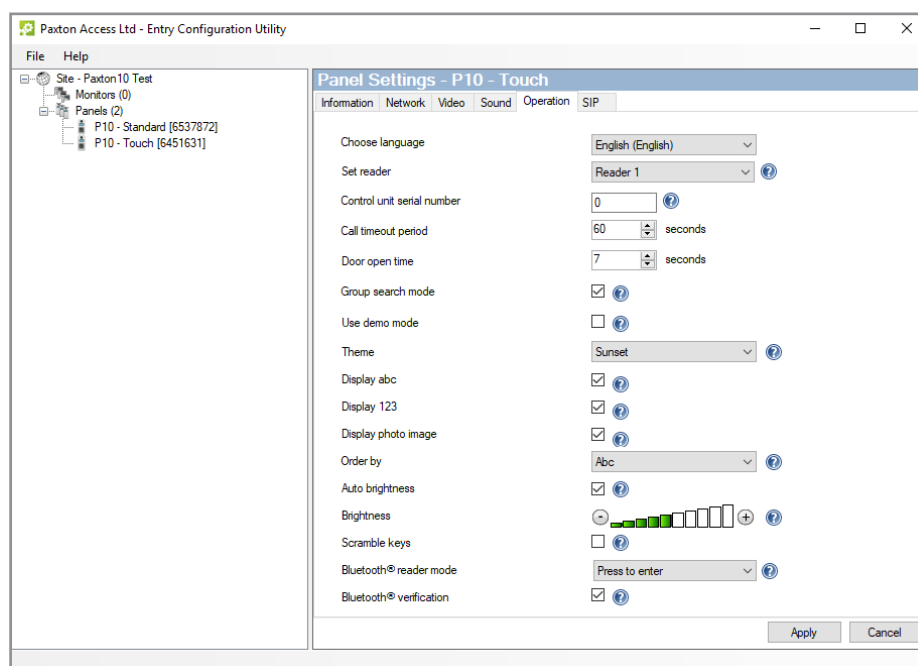 Paxton Access Ltd - Entry Configuration Utility
File Help
Site - Paxton10 Test
Monitors (0)
Panels (2)
P10 - Standard [6537872]
P10 - Touch [6451631]
Panel Settings - P10 - Touch
Information Network Video Sound Operation SIP
Choose language English (English)
Set reader Reader 1 ?
Control unit serial number 0 ?
Call timeout period 60 seconds
Door open time 7 seconds
Group search mode ?
Use demo mode ?
Theme Sunset ?
Display abc ?
Display 123 ?
Display photo image ?
Order by Abc ?
Auto brightness ?
Brightness - + ?
Scramble keys ?
Bluetooth® reader mode Press to enter ?
Bluetooth® verification ?
Apply Cancel